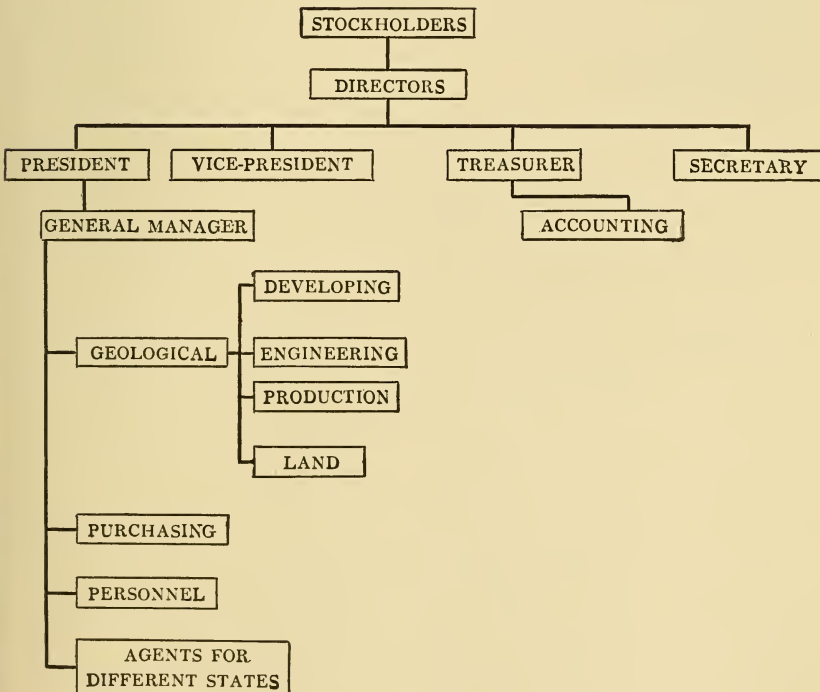 STOCKHOLDERS
DIRECTORS
PRESIDENT
VICE-PRESIDENT
TREASURER
SECRETARY
GENERAL MANAGER
ACCOUNTING
DEVELOPING
GEOLOGICAL
ENGINEERING
PRODUCTION
LAND
PURCHASING
PERSONNEL
AGENTS FOR
DIFFERENT STATES